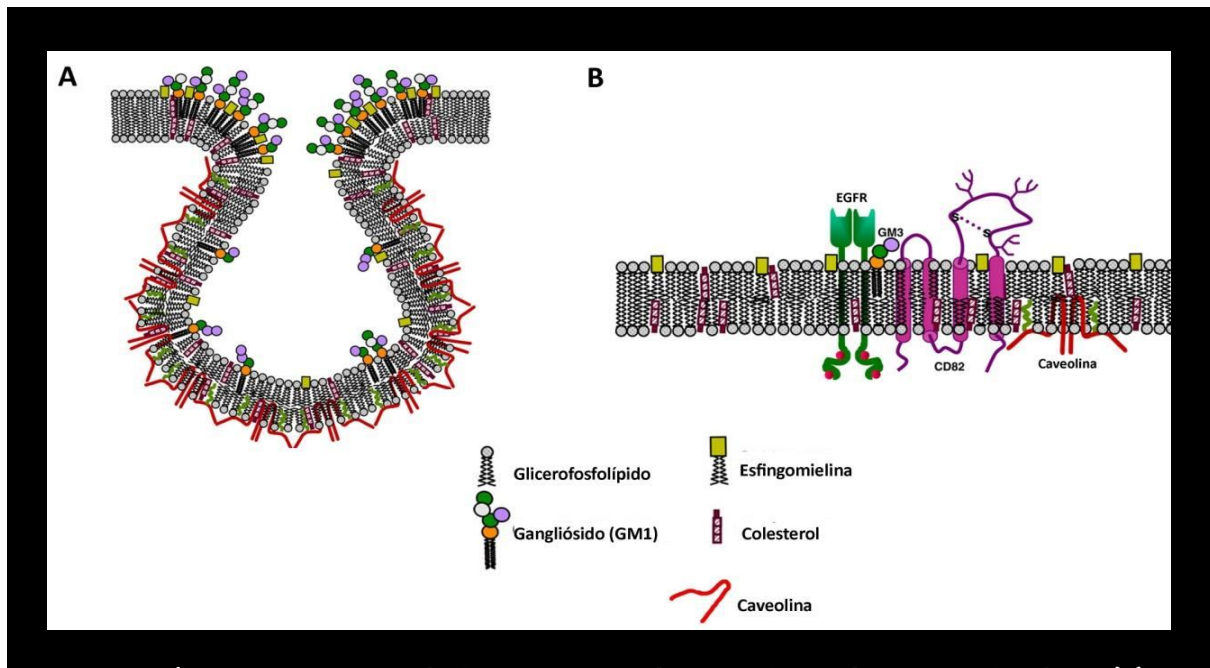 A
B
EGFR
GM3
S
S
CD82
Caveolina
Glicerofosfolípido
Esfingomielina
Gangliósido (GM1)
Colesterol
Caveolina